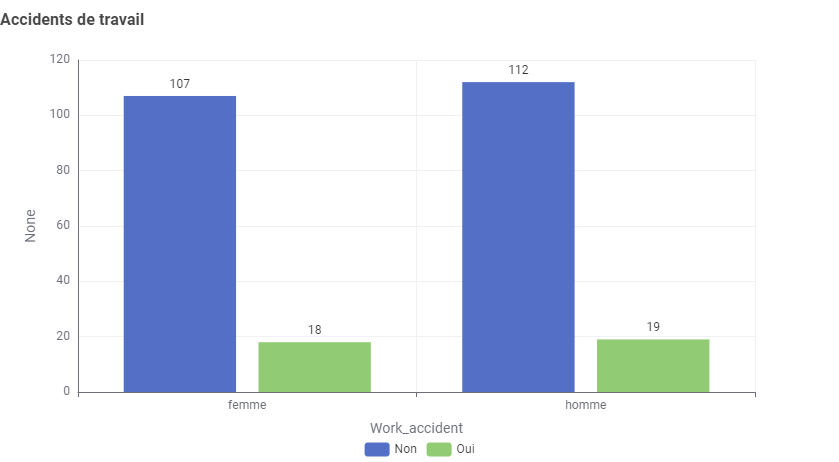 Accidents de travail
120
107
112
100
80
60
None
40
20
18
19
0
femme
homme
Work_accident
Non
Oui